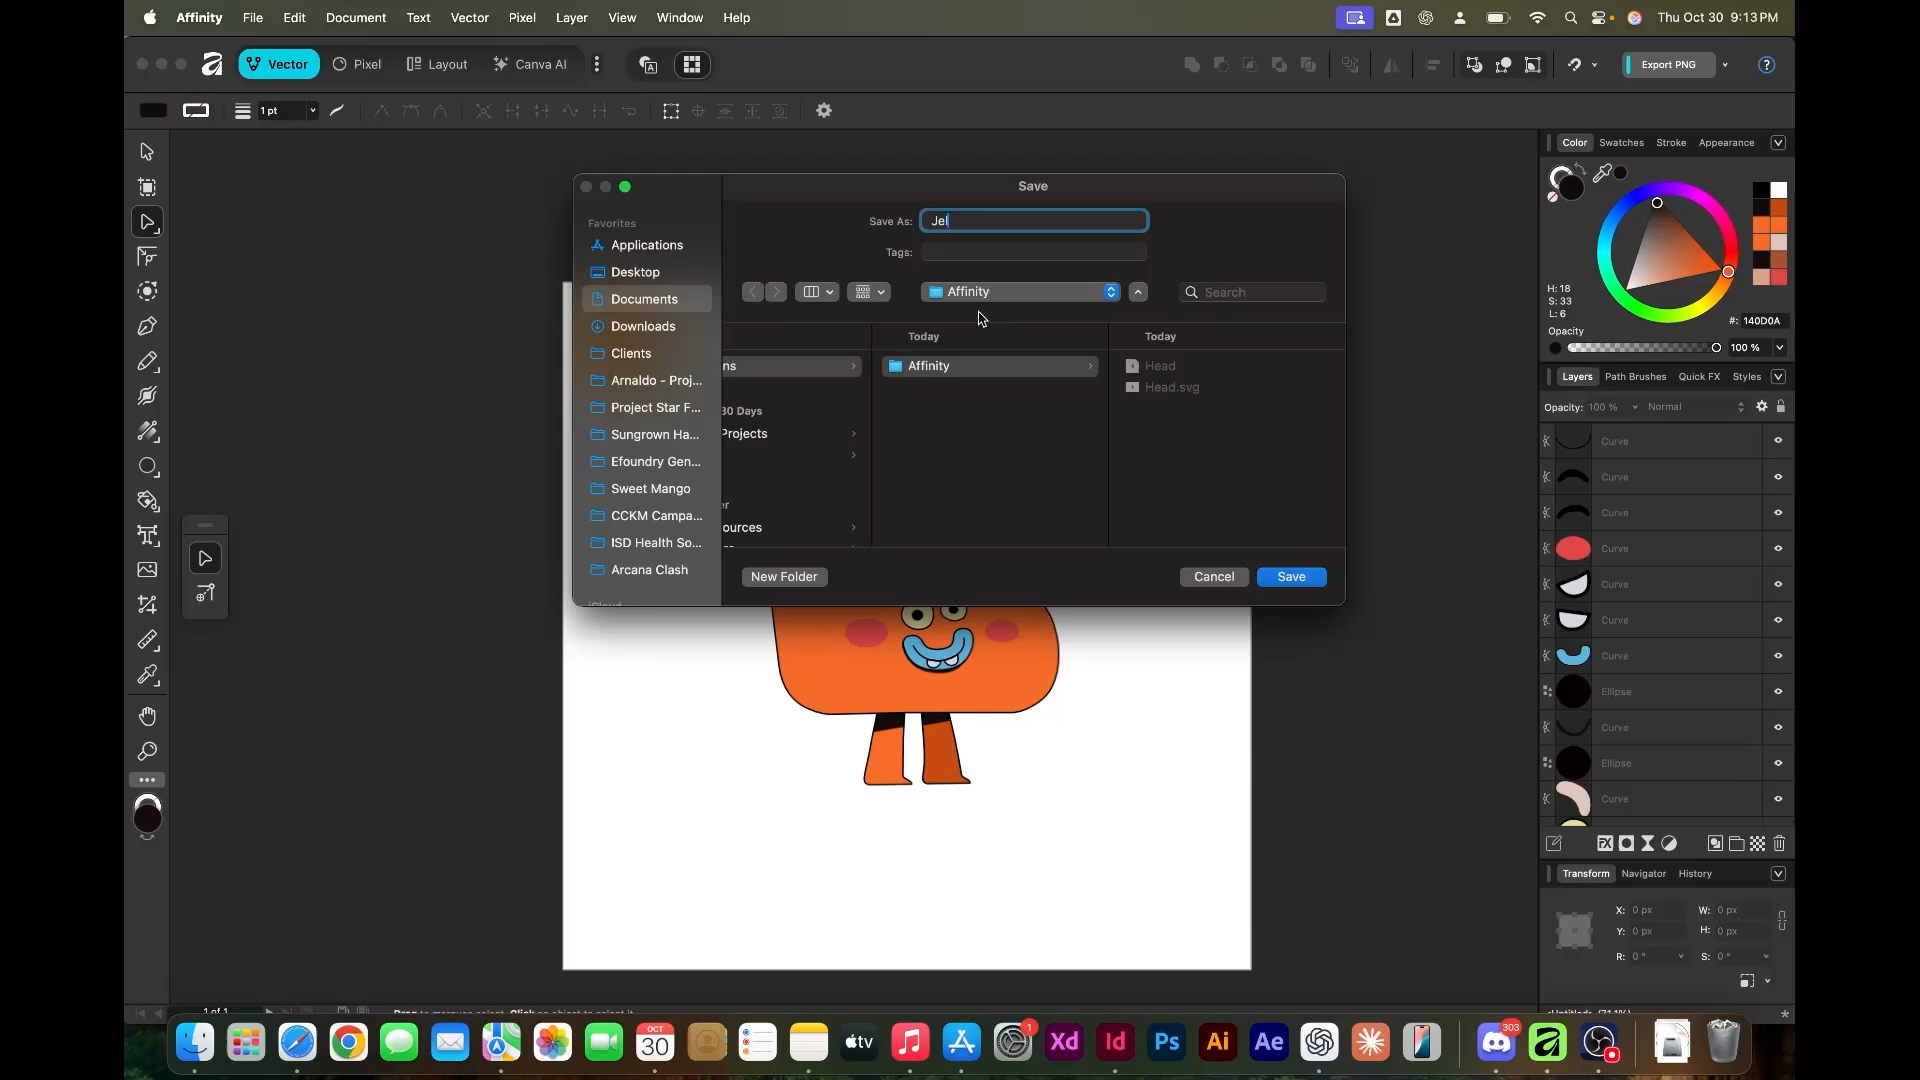 Affinity File Edit Document Text Vector Pixel Layer View Window Help
Thu Oct 30 9:13 PM
Vector Pixel Layout Canva AI
Export PNG
1 pt
Save
Save As: Jel
Tags:
Affinity
Search
Favorites
Applications
Desktop
Documents
Downloads
Clients
Arnaldo - Proj...
Project Star F...
Sungrown Ha...
Efoundry Gen...
Sweet Mango
CCKM Campa...
ISD Health So...
Arcana Clash
ns
30 Days
Projects
er
ources
Today
Affinity
Today
Head
Head.svg
New Folder
Cancel
Save
Color Swatches Stroke Appearance
H: 18
S: 33
L: 6
#: 140D0A
Opacity
100 %
Layers Path Brushes Quick FX Styles
Opacity: 100 % Normal
Curve
Curve
Curve
Curve
Curve
Curve
Curve
Ellipse
Curve
Ellipse
Curve
FX
Transform Navigator History
X: 0 px W: 0 px
Y: 0 px H: 0 px
R: 0 ° S: 0 °
1 of 1
OCT
30
tv
1
Xd
Id
Ps
Ai
Ae
303